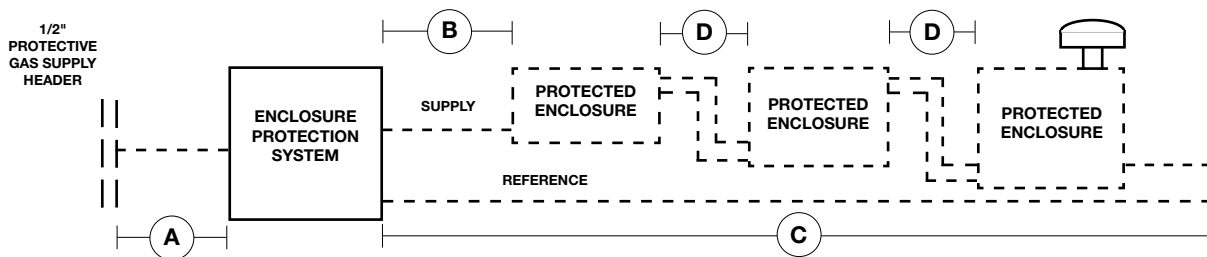 1/2"
PROTECTIVE
GAS SUPPLY
HEADER
A
ENCLOSURE
PROTECTION
SYSTEM
B
SUPPLY
REFERENCE
PROTECTED
ENCLOSURE
D
PROTECTED
ENCLOSURE
D
PROTECTED
ENCLOSURE
C